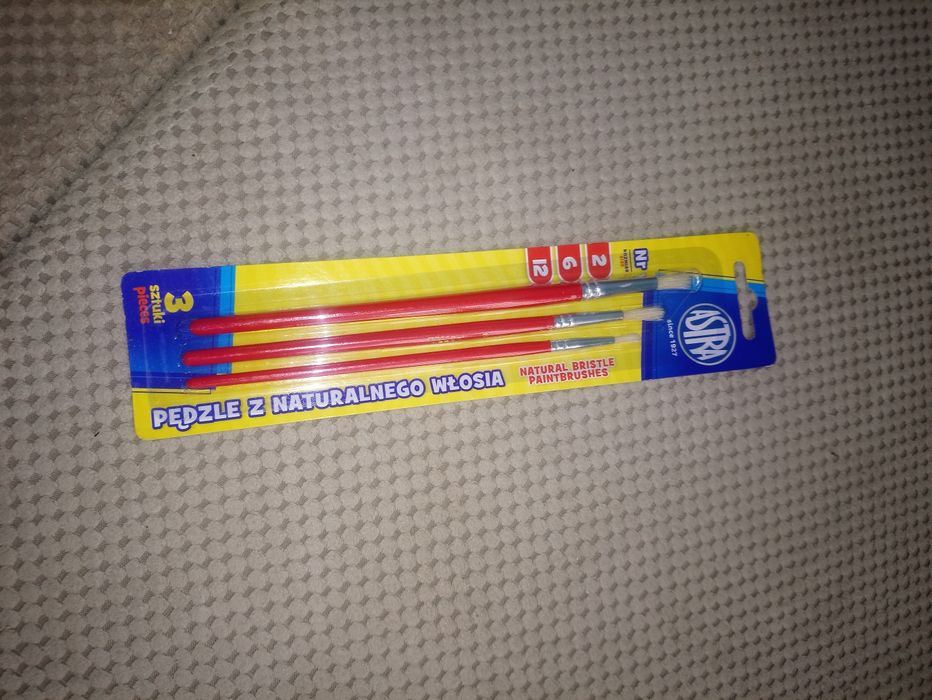 3
sztuki
pieces
Nr
2
6
12
ASTRA
since 1927
NATURAL BRISTLE
PAINTBRUSHES
PĘDZLE Z NATURALNEGO WŁOSIA